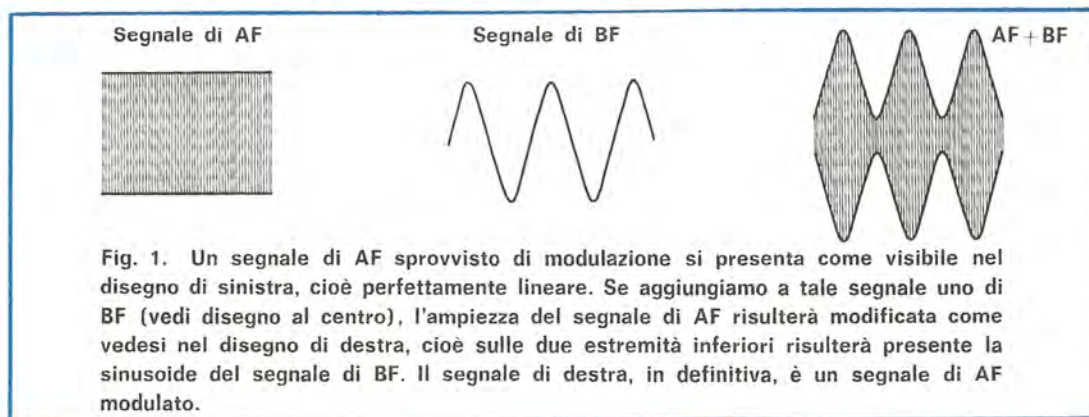 Segnale di AF
Segnale di BF
AF+BF
Fig. 1. Un segnale di AF sprovvisto di modulazione si presenta come visibile nel
disegno di sinistra, cioè perfettamente lineare. Se aggiungiamo a tale segnale uno di
BF (vedi disegno al centro), l'ampiezza del segnale di AF risulterà modificata come
vedesi nel disegno di destra, cioè sulle due estremità inferiori risulterà presente la
sinusoide del segnale di BF. Il segnale di destra, in definitiva, è un segnale di AF
modulato.